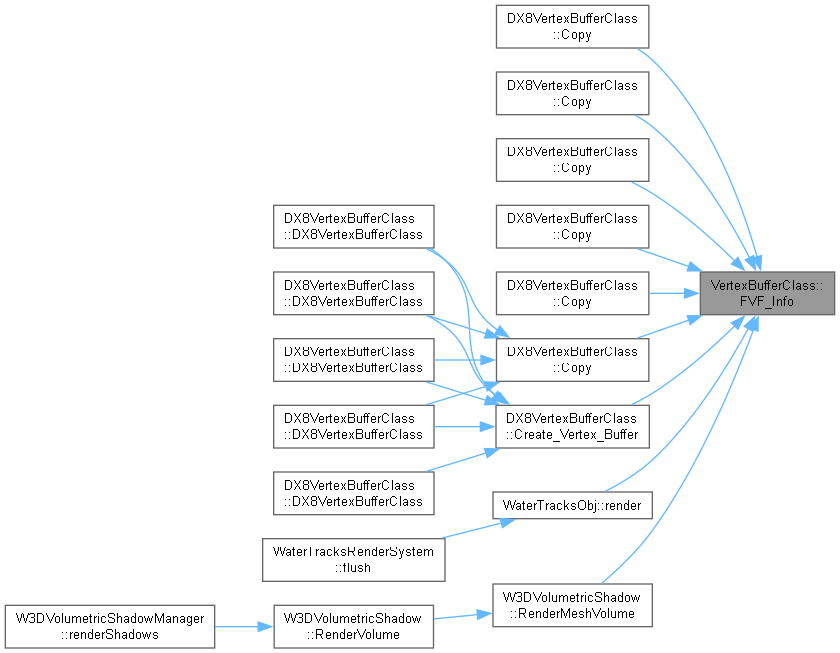 DX8VertexBufferClass
::Copy
DX8VertexBufferClass
::Copy
DX8VertexBufferClass
::Copy
DX8VertexBufferClass
::Copy
DX8VertexBufferClass
::DX8VertexBufferClass
VertexBufferClass::
FVF_Info
DX8VertexBufferClass
::Copy
DX8VertexBufferClass
::DX8VertexBufferClass
DX8VertexBufferClass
::Copy
DX8VertexBufferClass
::DX8VertexBufferClass
DX8VertexBufferClass
::Create_Vertex_Buffer
DX8VertexBufferClass
::DX8VertexBufferClass
DX8VertexBufferClass
::DX8VertexBufferClass
WaterTracksObj::render
WaterTracksRenderSystem
::flush
W3DVolumetricShadow
::RenderMeshVolume
W3DVolumetricShadowManager
::renderShadows
W3DVolumetricShadow
::RenderVolume